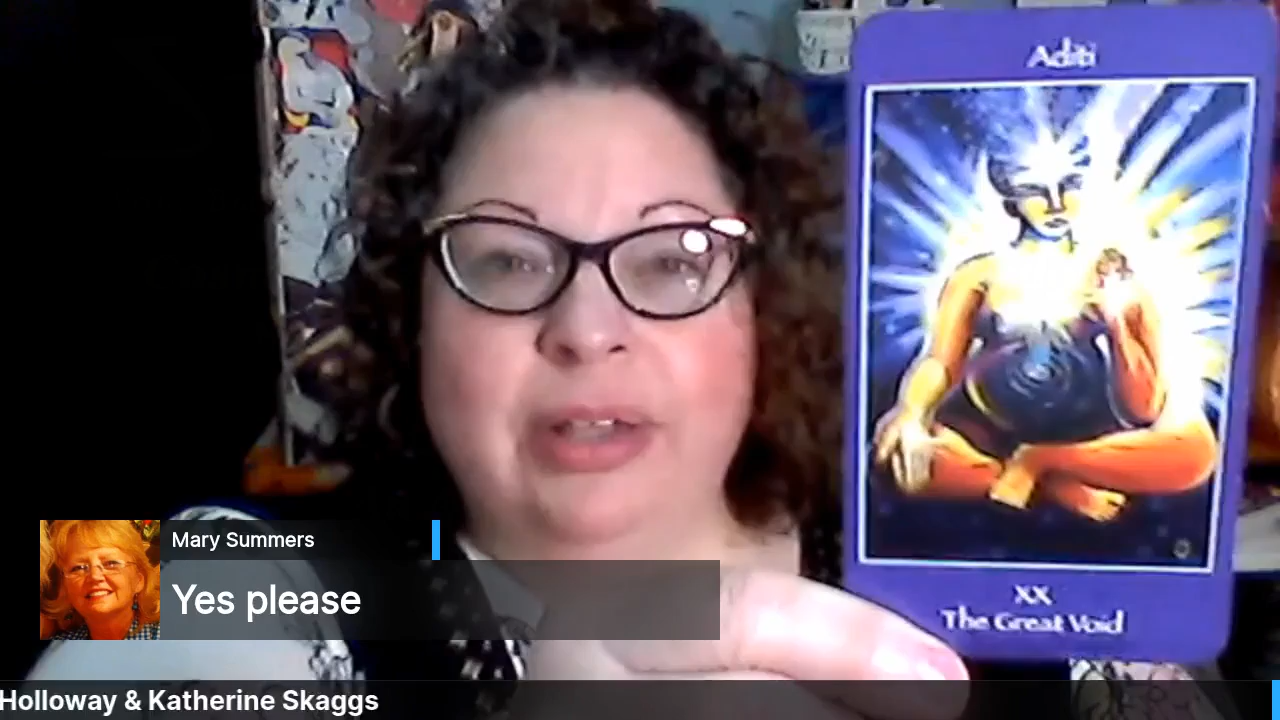 Aditi
XX
The Great Void
Mary Summers
Yes please
Holloway & Katherine Skaggs